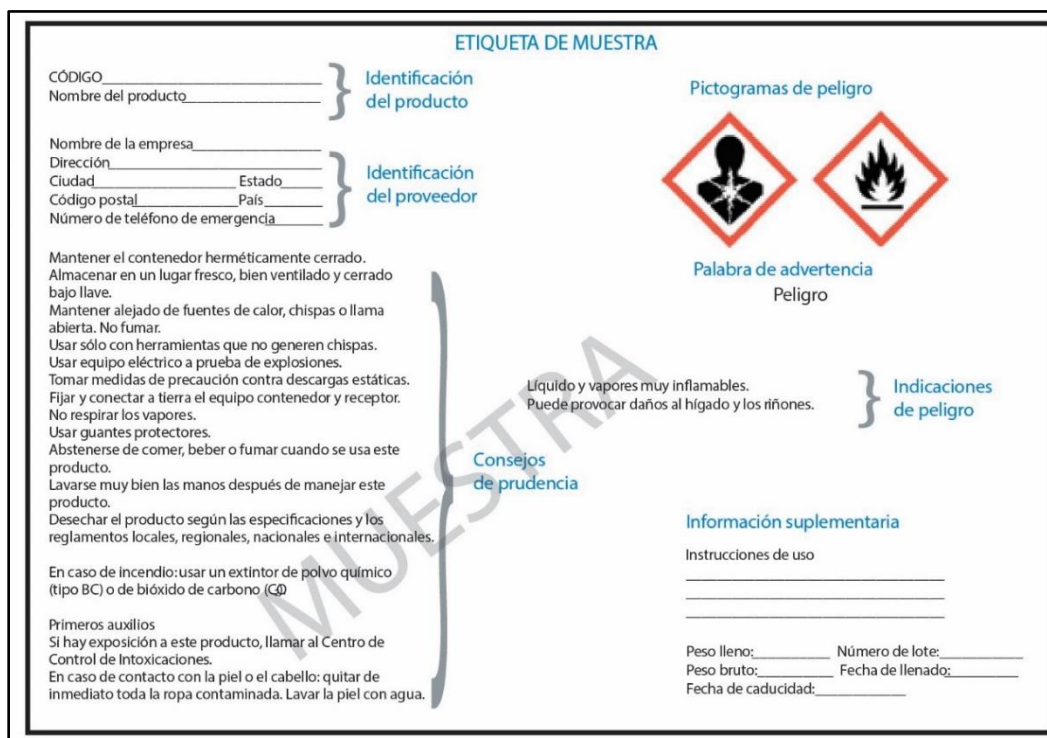 ETIQUETA DE MUESTRA
CÓDIGO
Nombre del producto
Identificación
del producto
Nombre de la empresa
Dirección
Ciudad Estado
Código postal País
Número de teléfono de emergencia
Identificación
del proveedor
Mantener el contenedor herméticamente cerrado.
Almacenar en un lugar fresco, bien ventilado y cerrado
bajo llave.
Mantener alejado de fuentes de calor, chispas o llama
abierta. No fumar.
Usar sólo con herramientas que no generen chispas.
Usar equipo eléctrico a prueba de explosiones.
Tomar medidas de precaución contra descargas estáticas.
Fijar y conectar a tierra el equipo contenedor y receptor.
No respirar los vapores.
Usar guantes protectores.
Abstenerse de comer, beber o fumar cuando se usa este
producto.
Lavarse muy bien las manos después de manejar este
producto.
Desechar el producto según las especificaciones y los
reglamentos locales, regionales, nacionales e internacionales.
En caso de incendio: usar un extintor de polvo químico
(tipo BC) o de bióxido de carbono (CO)
Primeros auxilios
Si hay exposición a este producto, llamar al Centro de
Control de Intoxicaciones.
En caso de contacto con la piel o el cabello: quitar de
inmediato toda la ropa contaminada. Lavar la piel con agua.
Consejos
de prudencia
Pictogramas de peligro
Palabra de advertencia
Peligro
Líquido y vapores muy inflamables.
Puede provocar daños al hígado y los riñones.
Indicaciones
de peligro
Información suplementaria
Instrucciones de uso
Peso lleno: Número de lote:
Peso bruto: Fecha de llenado:
Fecha de caducidad:
MUESTRA